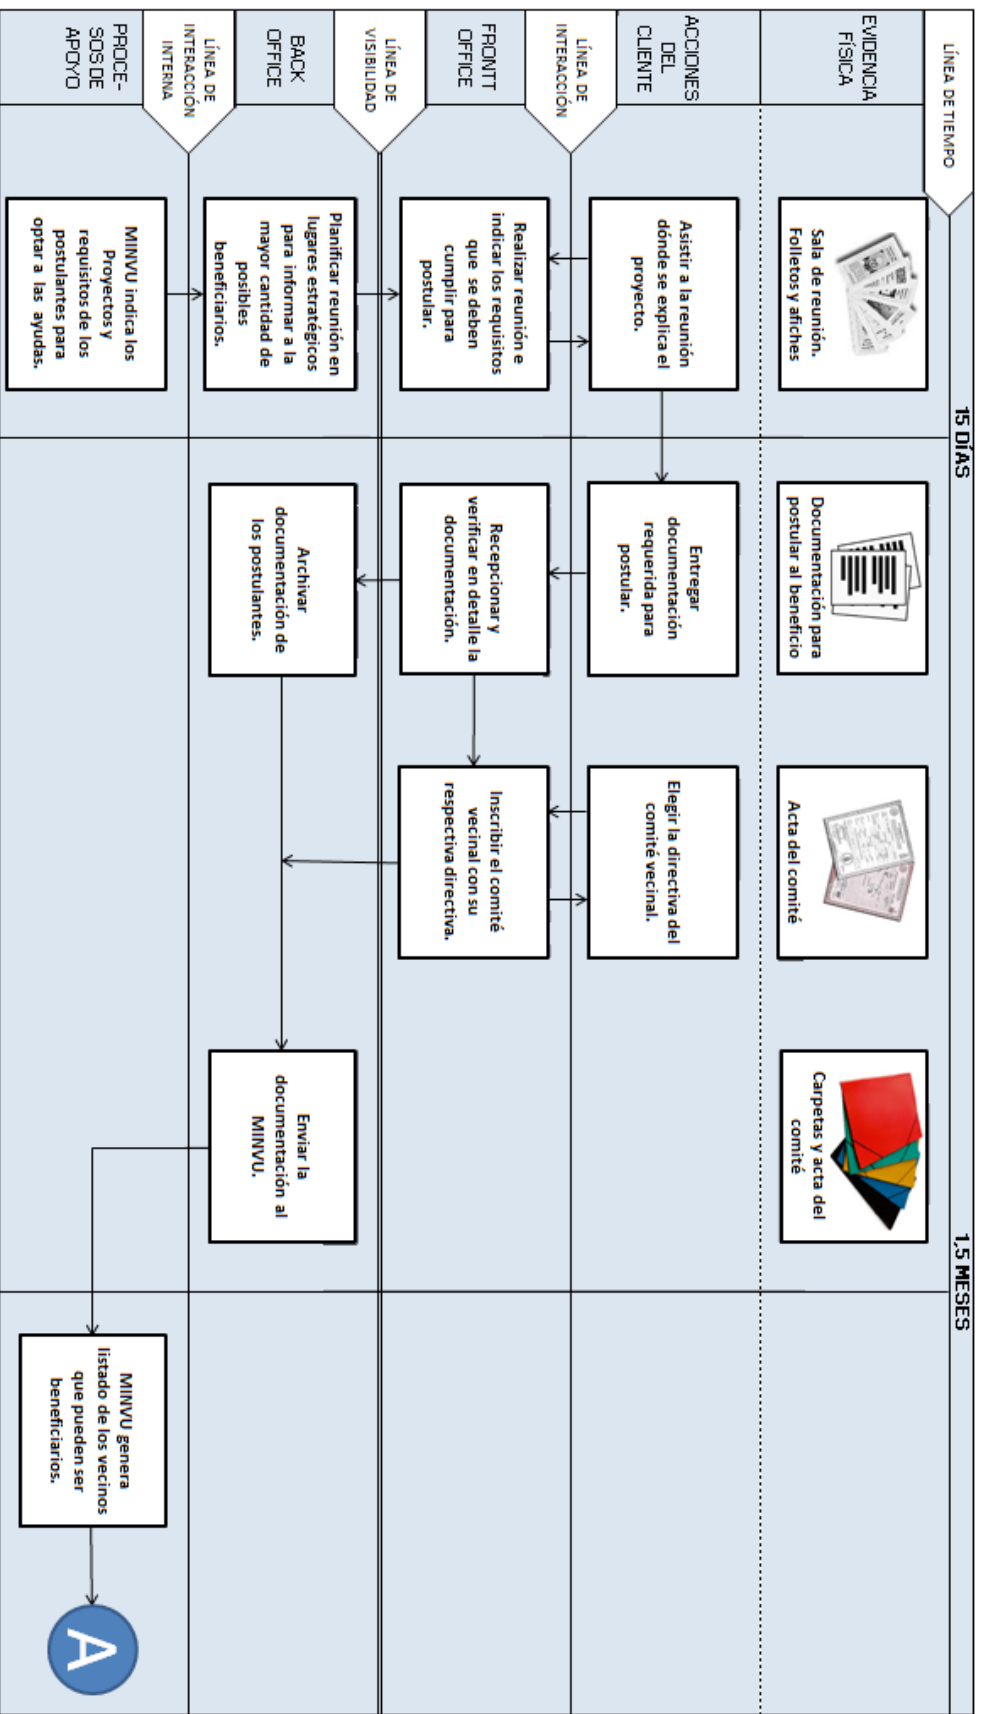 LÍNEA DE TIEMPO
15 DÍAS
1,5 MESES
EVIDENCIA
FÍSICA
Sala de reunión.
Folletos y afiches
Documentación para
postular al beneficio
Acta del comité
Carpetas y acta del
comité
ACCIONES
DEL
CLIENTE
Asistir a la reunión
dónde se explica el
proyecto.
Entregar
documentación
requerida para
postular.
Elegir la directiva del
comité vecinal.
LÍNEA DE
INTERACCIÓN
FRONTT
OFFICE
Realizar reunión e
indicar los requisitos
que se deben
cumplir para
postular.
Recepcionar y
verificar en detalle la
documentación.
Inscribir el comité
vecinal con su
respectiva directiva.
LÍNEA DE
VISIBILIDAD
BACK
OFFICE
Planificar reunión en
lugares estratégicos
para informar a la
mayor cantidad de
posibles
beneficiarios.
Archivar
documentación de
los postulantes.
Enviar la
documentación al
MINVU.
LÍNEA DE
INTERACCIÓN
INTERNA
PROCE-
SOS DE
APOYO
MINVU indica los
Proyectos y
requisitos de los
postulantes para
optar a las ayudas.
MINVU genera
listado de los vecinos
que pueden ser
beneficiarios.
A